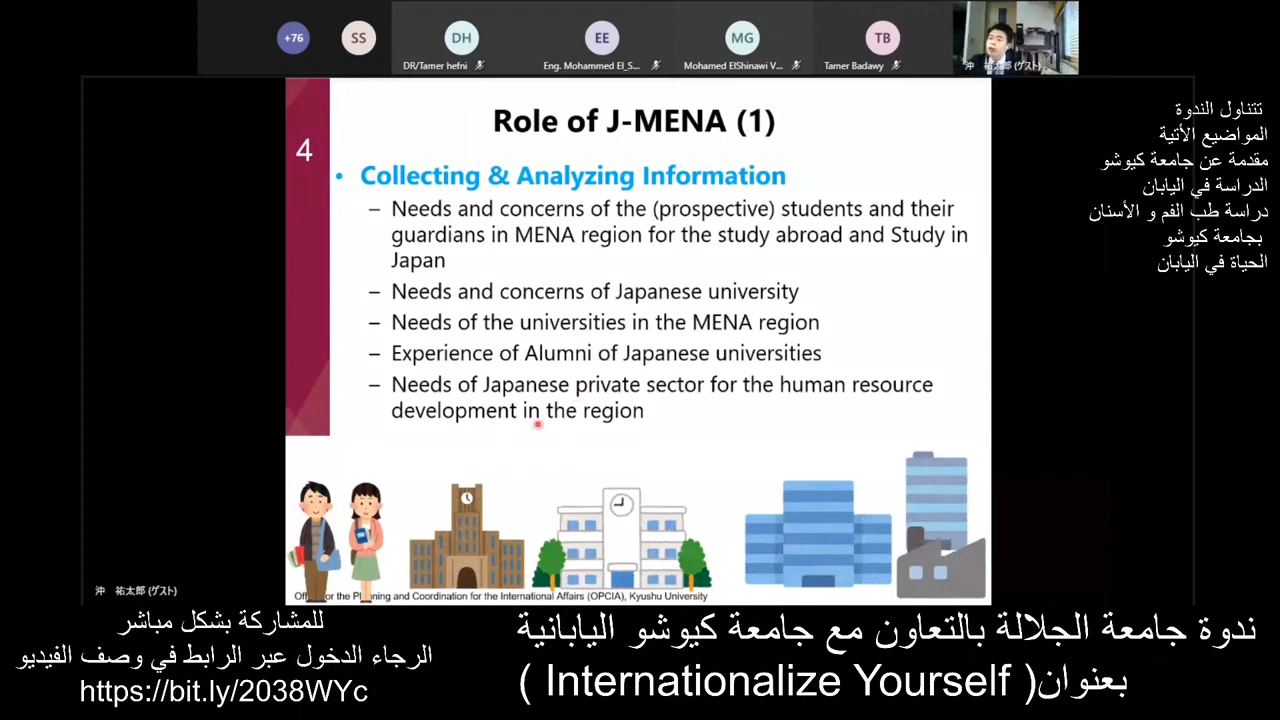 +76
SS
DH
EE
MG
TB
DR/Tamer hefni
Eng. Mohammed El_S...
Mohamed ElShinawi V...
Tamer Badawy
沖 祐太郎 (ゲスト)
4
Role of J-MENA (1)
• Collecting & Analyzing Information
– Needs and concerns of the (prospective) students and their
guardians in MENA region for the study abroad and Study in
Japan
– Needs and concerns of Japanese university
– Needs of the universities in the MENA region
– Experience of Alumni of Japanese universities
– Needs of Japanese private sector for the human resource
development in the region
تتناول الندوة
المواضيع الأتية
مقدمة عن جامعة كيوشو
الدراسة في اليابان
دراسة طب الفم و الأسنان
بجامعة كيوشو
الحياة في اليابان
沖 祐太郎 (ゲスト)
for the Planning and Coordination for the International Affairs (OPCIA), Kyushu University
ندوة جامعة الجلالة بالتعاون مع جامعة كيوشو اليابانية
بعنوان( Internationalize Yourself )
للمشاركة بشكل مباشر
الرجاء الدخول عبر الرابط في وصف الفيديو
https://bit.ly/2038WYc